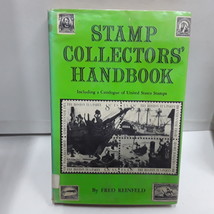 STAMP
COLLECTORS'
HANDBOOK
Including a Catalogue of United States Stamps
By FRED REINFELD